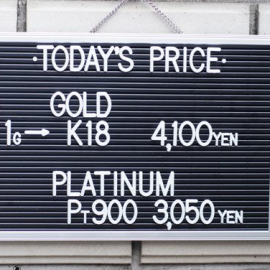 ·TODAY'S PRICE·
GOLD
1G→ K18 4,100YEN
PLATINUM
PT900 3,050YEN